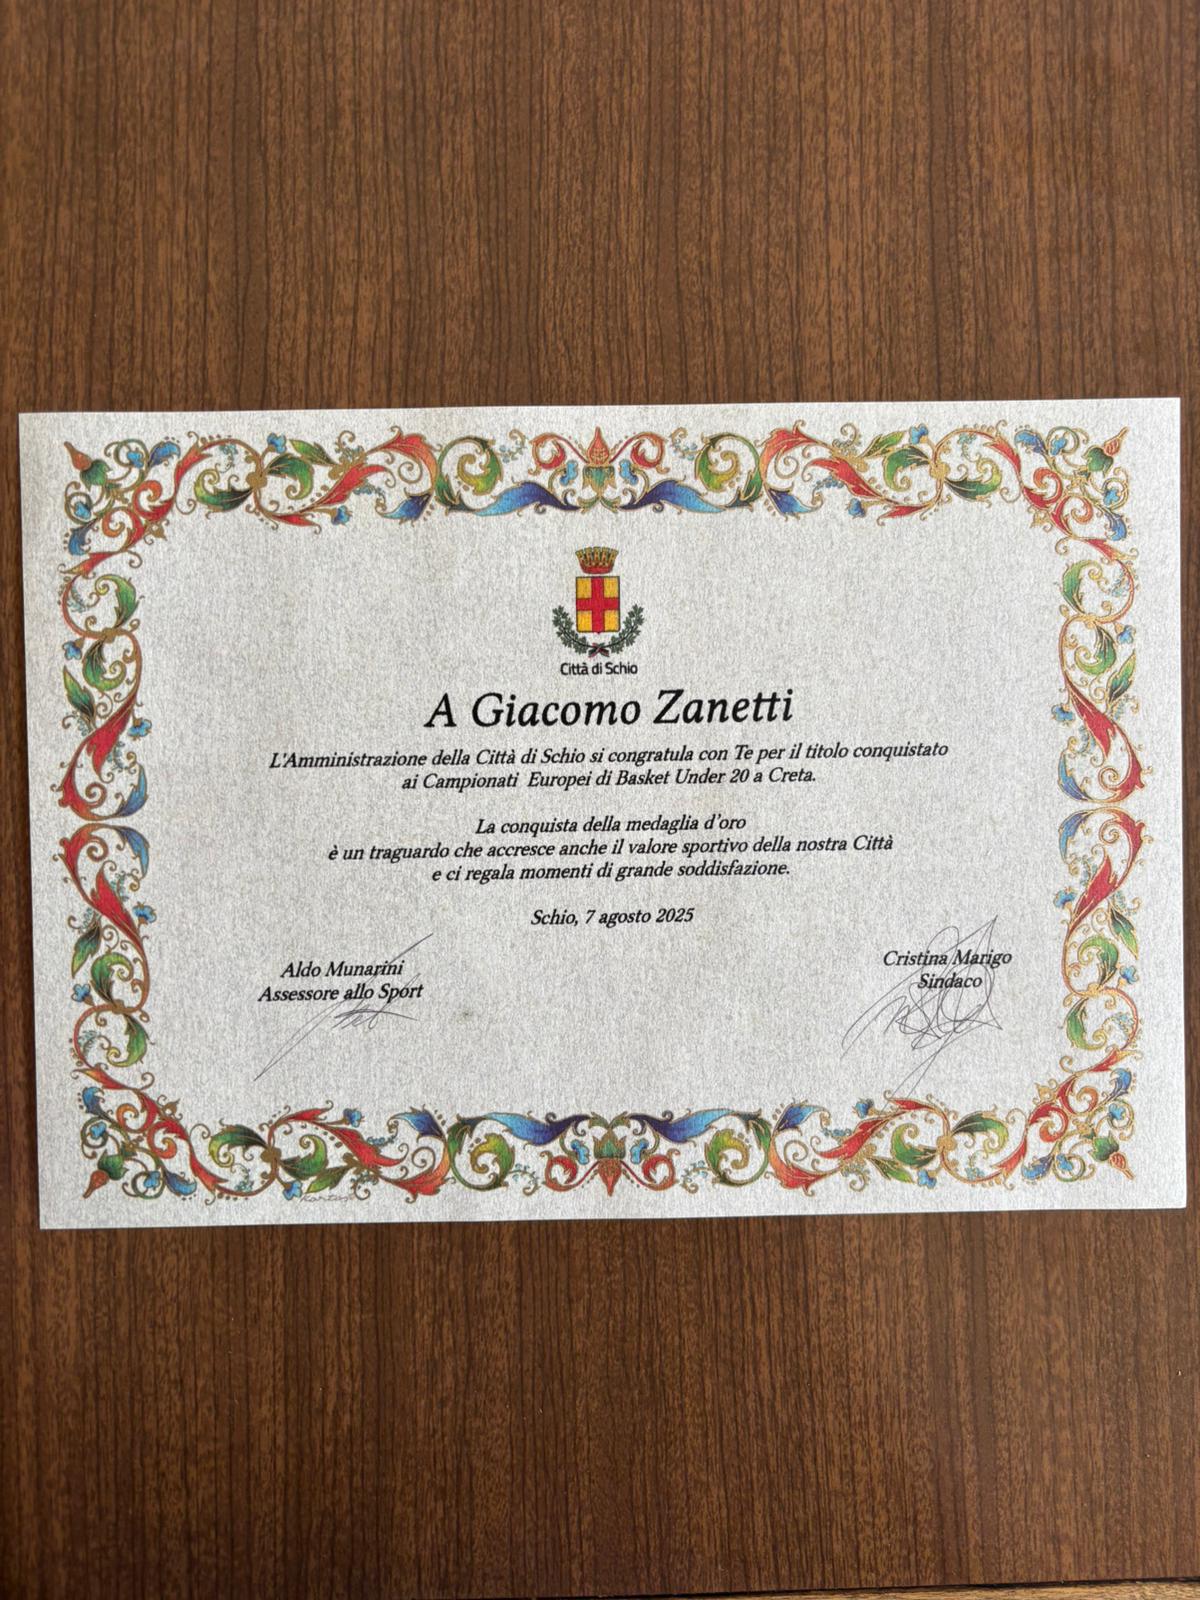 Città di Schio
A Giacomo Zanetti
L'Amministrazione della Città di Schio si congratula con Te per il titolo conquistato
ai Campionati Europei di Basket Under 20 a Creta.
La conquista della medaglia d'oro
è un traguardo che accresce anche il valore sportivo della nostra Città
e ci regala momenti di grande soddisfazione.
Schio, 7 agosto 2025
Aldo Munarini
Assessore allo Sport
Cristina Marigo
Sindaco